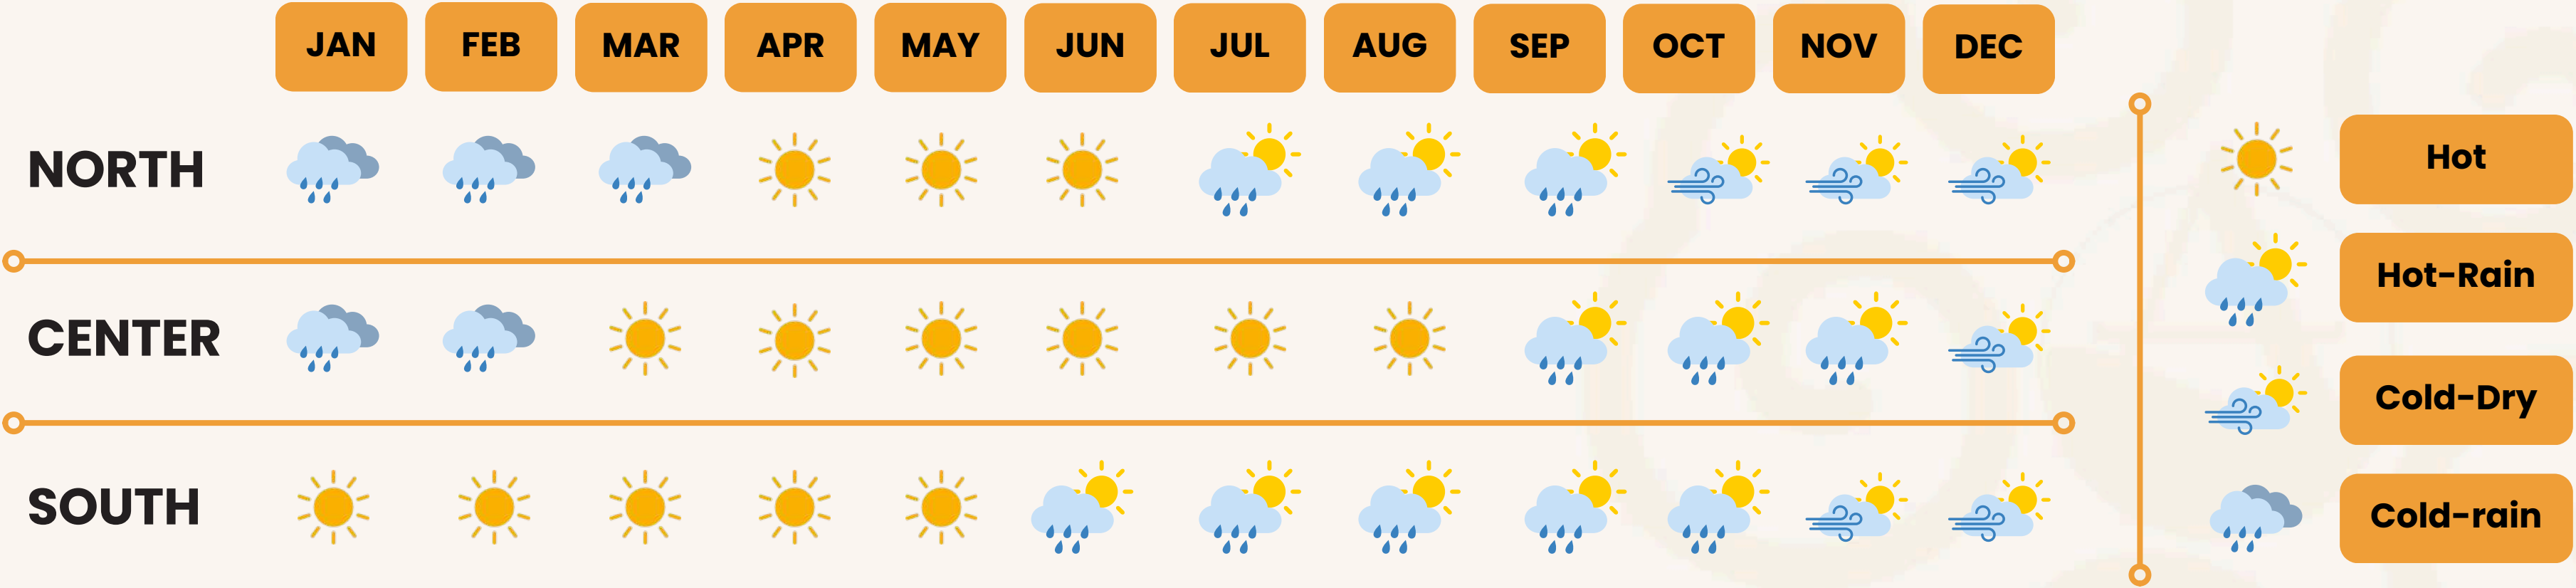 JAN FEB MAR APR MAY JUN JUL AUG SEP OCT NOV DEC
NORTH
CENTER
SOUTH
Hot
Hot-Rain
Cold-Dry
Cold-rain